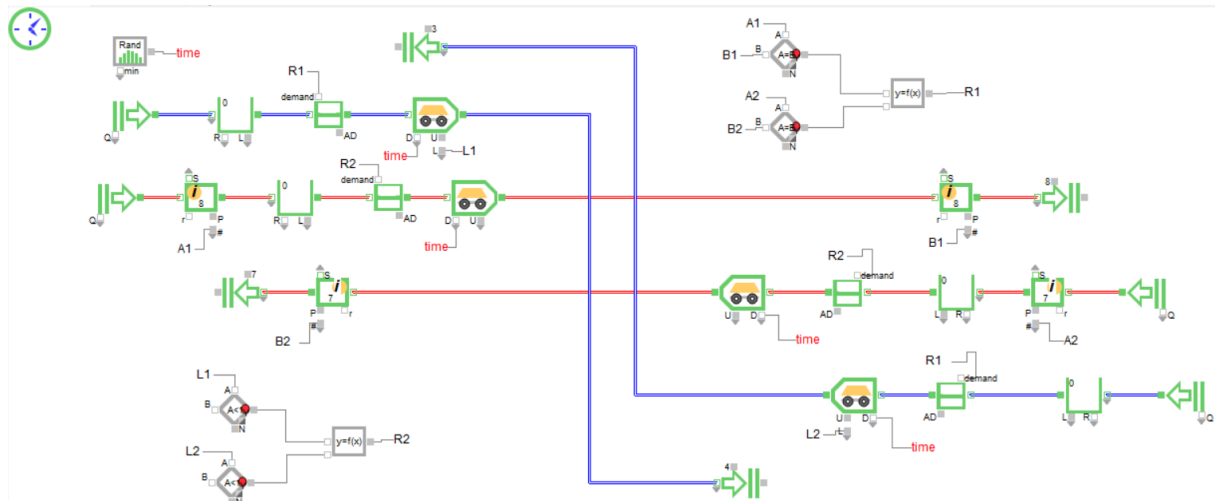 Rand
min
time
3
A1
A
B
B1
A=B
N
R1
demand
0
Q
R
L
AD
D
U
L
time
L1
y=f(x)
R1
A2
A
B
B2
A=B
N
R2
demand
S
i
8
r
P
#
Q
A1
0
R
L
AD
D
U
time
S
i
8
r
P
#
B1
8
R2
demand
7
S
i
7
P
r
#
B2
U
D
time
AD
0
L
R
S
i
7
P
r
#
A2
Q
R1
demand
L1
A
B
A<
N
y=f(x)
R2
L2
A
B
A<
N
U
D
L
L2
time
AD
0
L
R
Q
4